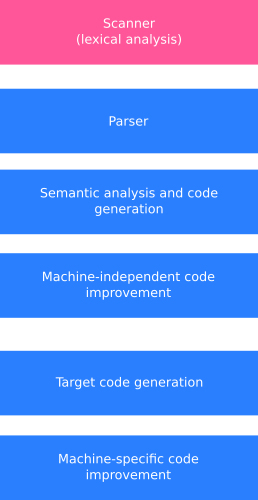 Scanner
(lexical analysis)
Parser
Semantic analysis and code
generation
Machine-independent code
improvement
Target code generation
Machine-specific code
improvement